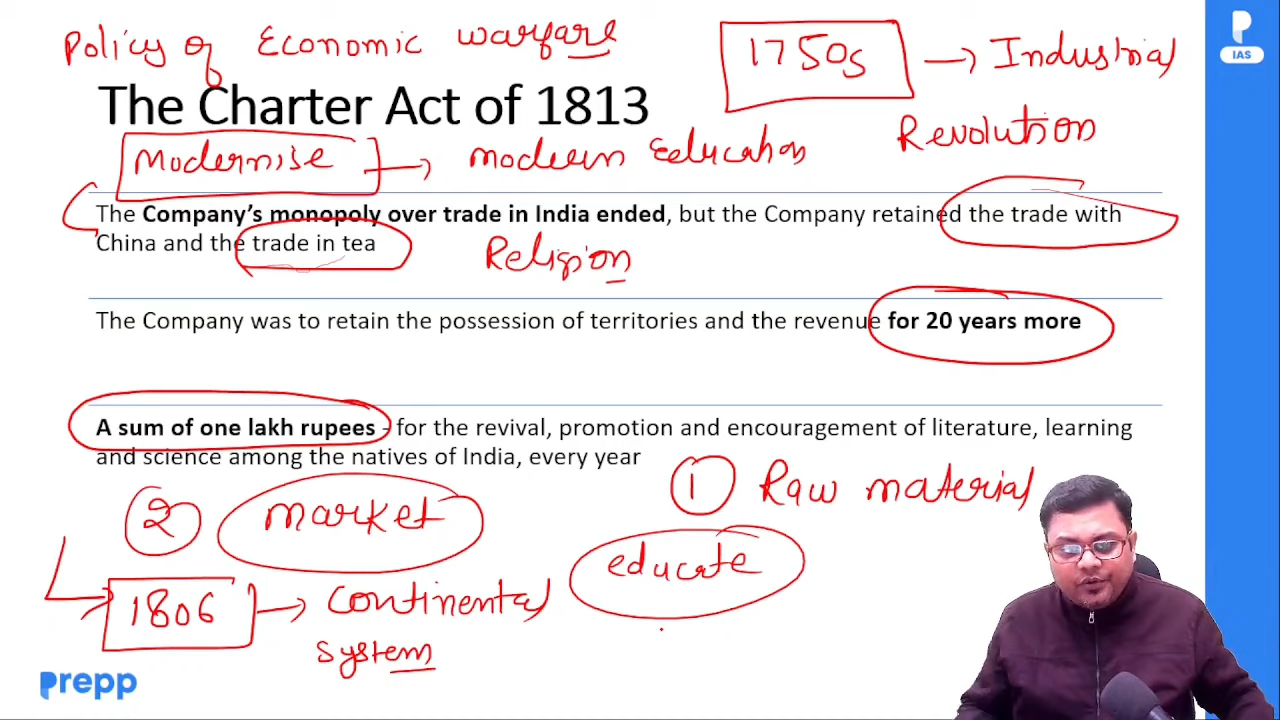 Policy of Economic warfare
1750s → Industrial
Revolution
IAS
The Charter Act of 1813
Modernise → modern Education
The Company's monopoly over trade in India ended, but the Company retained the trade with
China and the trade in tea
Religion
The Company was to retain the possession of territories and the revenue for 20 years more
A sum of one lakh rupees - for the revival, promotion and encouragement of literature, learning
and science among the natives of India, every year
① Raw material
② market
educate
1806 → Continental
system
prepp